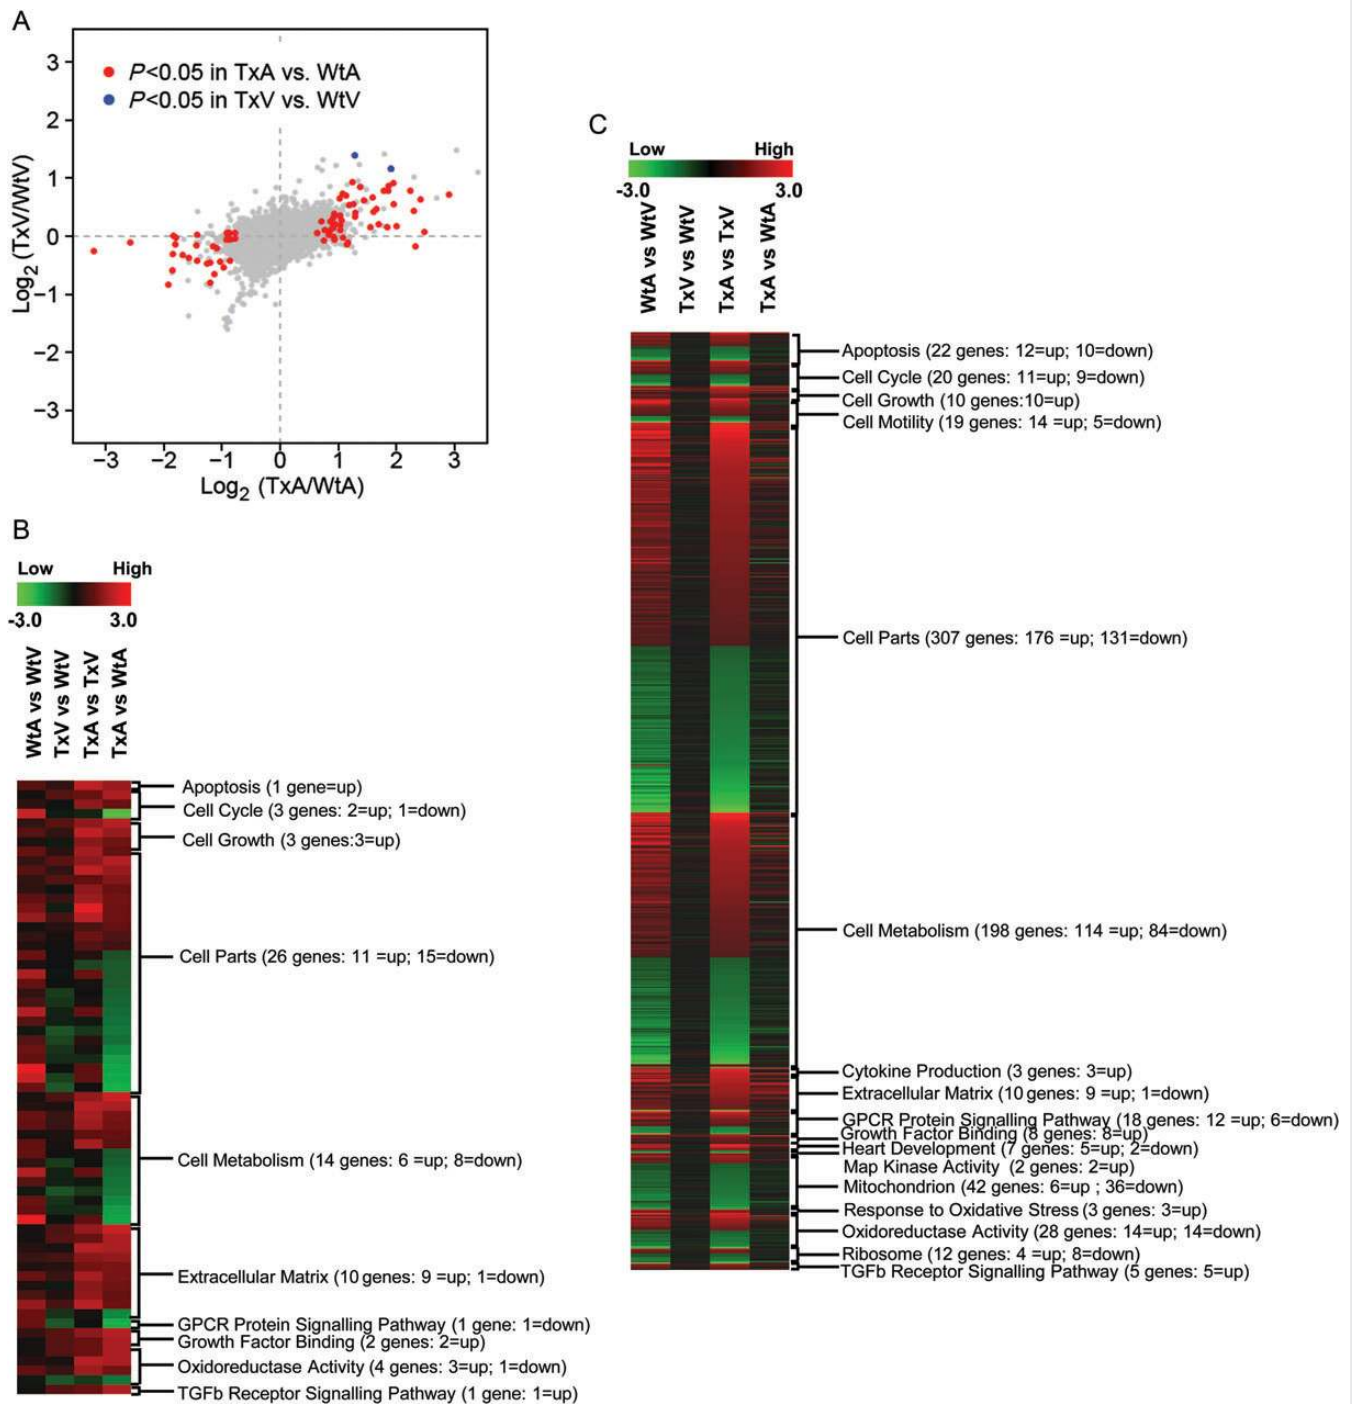 A
3
2
1
0
−1
−2
−3
Log2 (TxV/WtV)
P<0.05 in TxA vs. WtA
P<0.05 in TxV vs. WtV
−3 −2 −1 0 1 2 3
Log2 (TxA/WtA)
B
Low High
-3.0 3.0
WtA vs WtV
TxV vs WtV
TxA vs TxV
TxA vs WtA
Apoptosis (1 gene=up)
Cell Cycle (3 genes: 2=up; 1=down)
Cell Growth (3 genes:3=up)
Cell Parts (26 genes: 11 =up; 15=down)
Cell Metabolism (14 genes: 6 =up; 8=down)
Extracellular Matrix (10 genes: 9 =up; 1=down)
GPCR Protein Signalling Pathway (1 gene: 1=down)
Growth Factor Binding (2 genes: 2=up)
Oxidoreductase Activity (4 genes: 3=up; 1=down)
TGFb Receptor Signalling Pathway (1 gene: 1=up)
C
Low High
-3.0 3.0
WtA vs WtV
TxV vs WtV
TxA vs TxV
TxA vs WtA
Apoptosis (22 genes: 12=up; 10=down)
Cell Cycle (20 genes: 11=up; 9=down)
Cell Growth (10 genes:10=up)
Cell Motility (19 genes: 14 =up; 5=down)
Cell Parts (307 genes: 176 =up; 131=down)
Cell Metabolism (198 genes: 114 =up; 84=down)
Cytokine Production (3 genes: 3=up)
Extracellular Matrix (10 genes: 9 =up; 1=down)
GPCR Protein Signalling Pathway (18 genes: 12 =up; 6=down)
Growth Factor Binding (8 genes: 8=up)
Heart Development (7 genes: 5=up; 2=down)
Map Kinase Activity (2 genes: 2=up)
Mitochondrion (42 genes: 6=up ; 36=down)
Response to Oxidative Stress (3 genes: 3=up)
Oxidoreductase Activity (28 genes: 14=up; 14=down)
Ribosome (12 genes: 4 =up; 8=down)
TGFb Receptor Signalling Pathway (5 genes: 5=up)